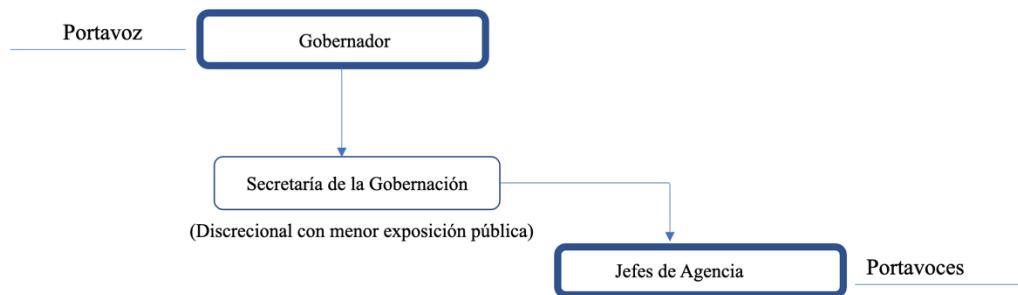 Portavoz
Gobernador
Secretaría de la Gobernación
(Discrecional con menor exposición pública)
Jefes de Agencia
Portavoces